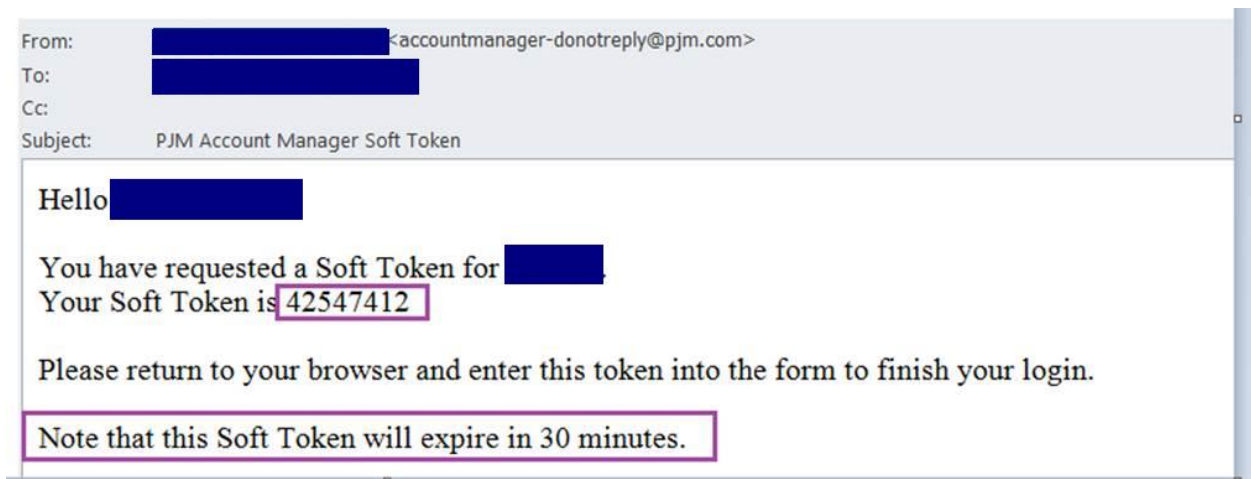 From: <accountmanager-donotreply@pjm.com>
To:
Cc:
Subject: PJM Account Manager Soft Token
Hello
You have requested a Soft Token for .
Your Soft Token is 42547412
Please return to your browser and enter this token into the form to finish your login.
Note that this Soft Token will expire in 30 minutes.